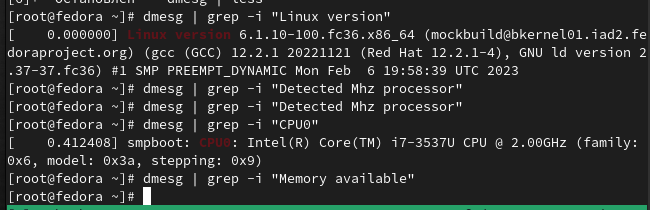 [root@fedora ~]# dmesg | grep -i "Linux version"
[    0.000000] Linux version 6.1.10-100.fc36.x86_64 (mockbuild@bkernel01.iad2.fe
doraproject.org) (gcc (GCC) 12.2.1 20221121 (Red Hat 12.2.1-4), GNU ld version 2
.37-37.fc36) #1 SMP PREEMPT_DYNAMIC Mon Feb  6 19:58:39 UTC 2023
[root@fedora ~]# dmesg | grep -i "Detected Mhz processor"
[root@fedora ~]# dmesg | grep -i "Detected Mhz processor"
[root@fedora ~]# dmesg | grep -i "CPU0"
[    0.412408] smpboot: CPU0: Intel(R) Core(TM) i7-3537U CPU @ 2.00GHz (family:
0x6, model: 0x3a, stepping: 0x9)
[root@fedora ~]# dmesg | grep -i "Memory available"
[root@fedora ~]#